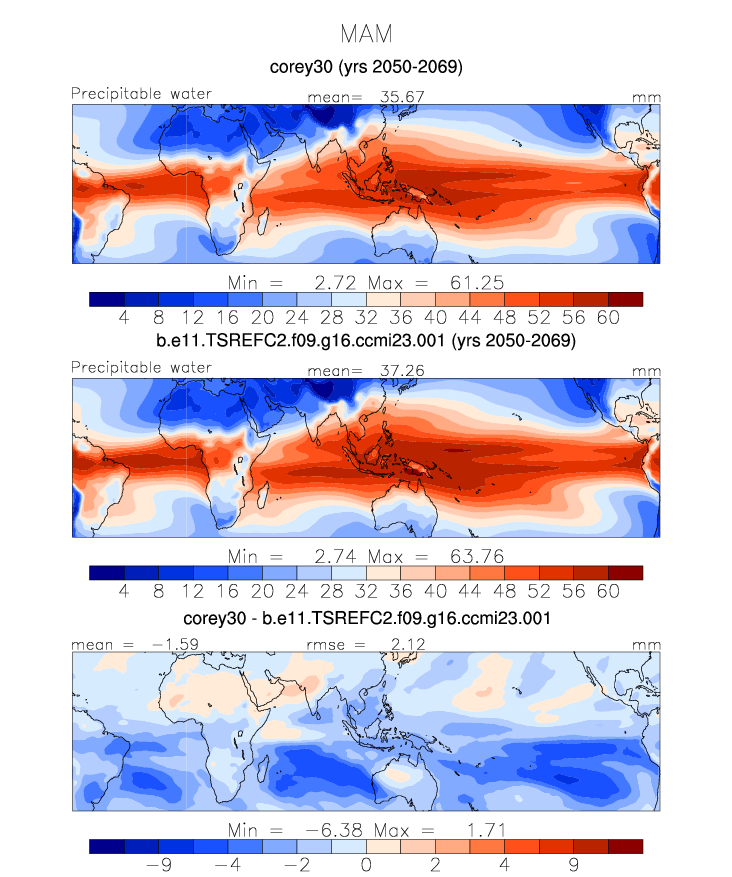 MAM
corey30 (yrs 2050-2069)
Precipitable water mean= 35.67 mm
Min = 2.72 Max = 61.25
4 8 12 16 20 24 28 32 36 40 44 48 52 56 60
b.e11.TSREFC2.f09.g16.ccmi23.001 (yrs 2050-2069)
Precipitable water mean= 37.26 mm
Min = 2.74 Max = 63.76
4 8 12 16 20 24 28 32 36 40 44 48 52 56 60
corey30 - b.e11.TSREFC2.f09.g16.ccmi23.001
mean = -1.59 rmse = 2.12 mm
Min = -6.38 Max = 1.71
-9 -4 -2 0 2 4 9